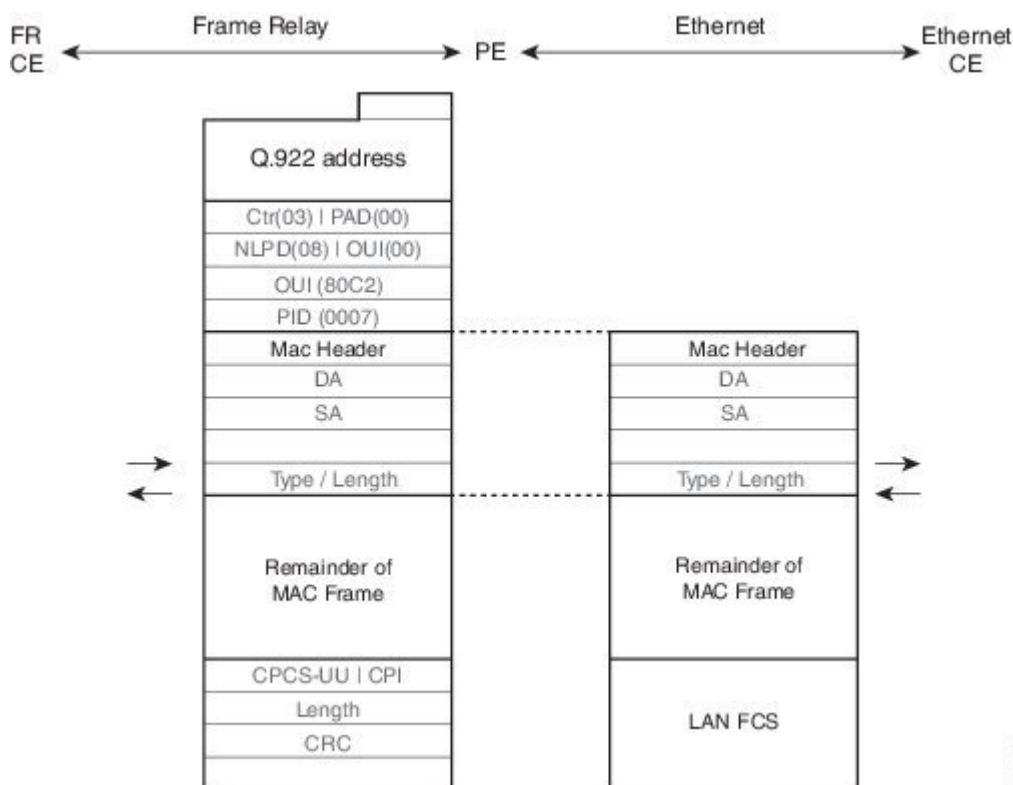 FR
CE
Frame Relay
PE
Ethernet
Ethernet
CE
Q.922 address
Ctr(03) | PAD(00)
NLPD(08) | OUI(00)
OUI (80C2)
PID (0007)
Mac Header
DA
SA
Type / Length
Remainder of
MAC Frame
CPCS-UU | CPI
Length
CRC
Mac Header
DA
SA
Type / Length
Remainder of
MAC Frame
LAN FCS